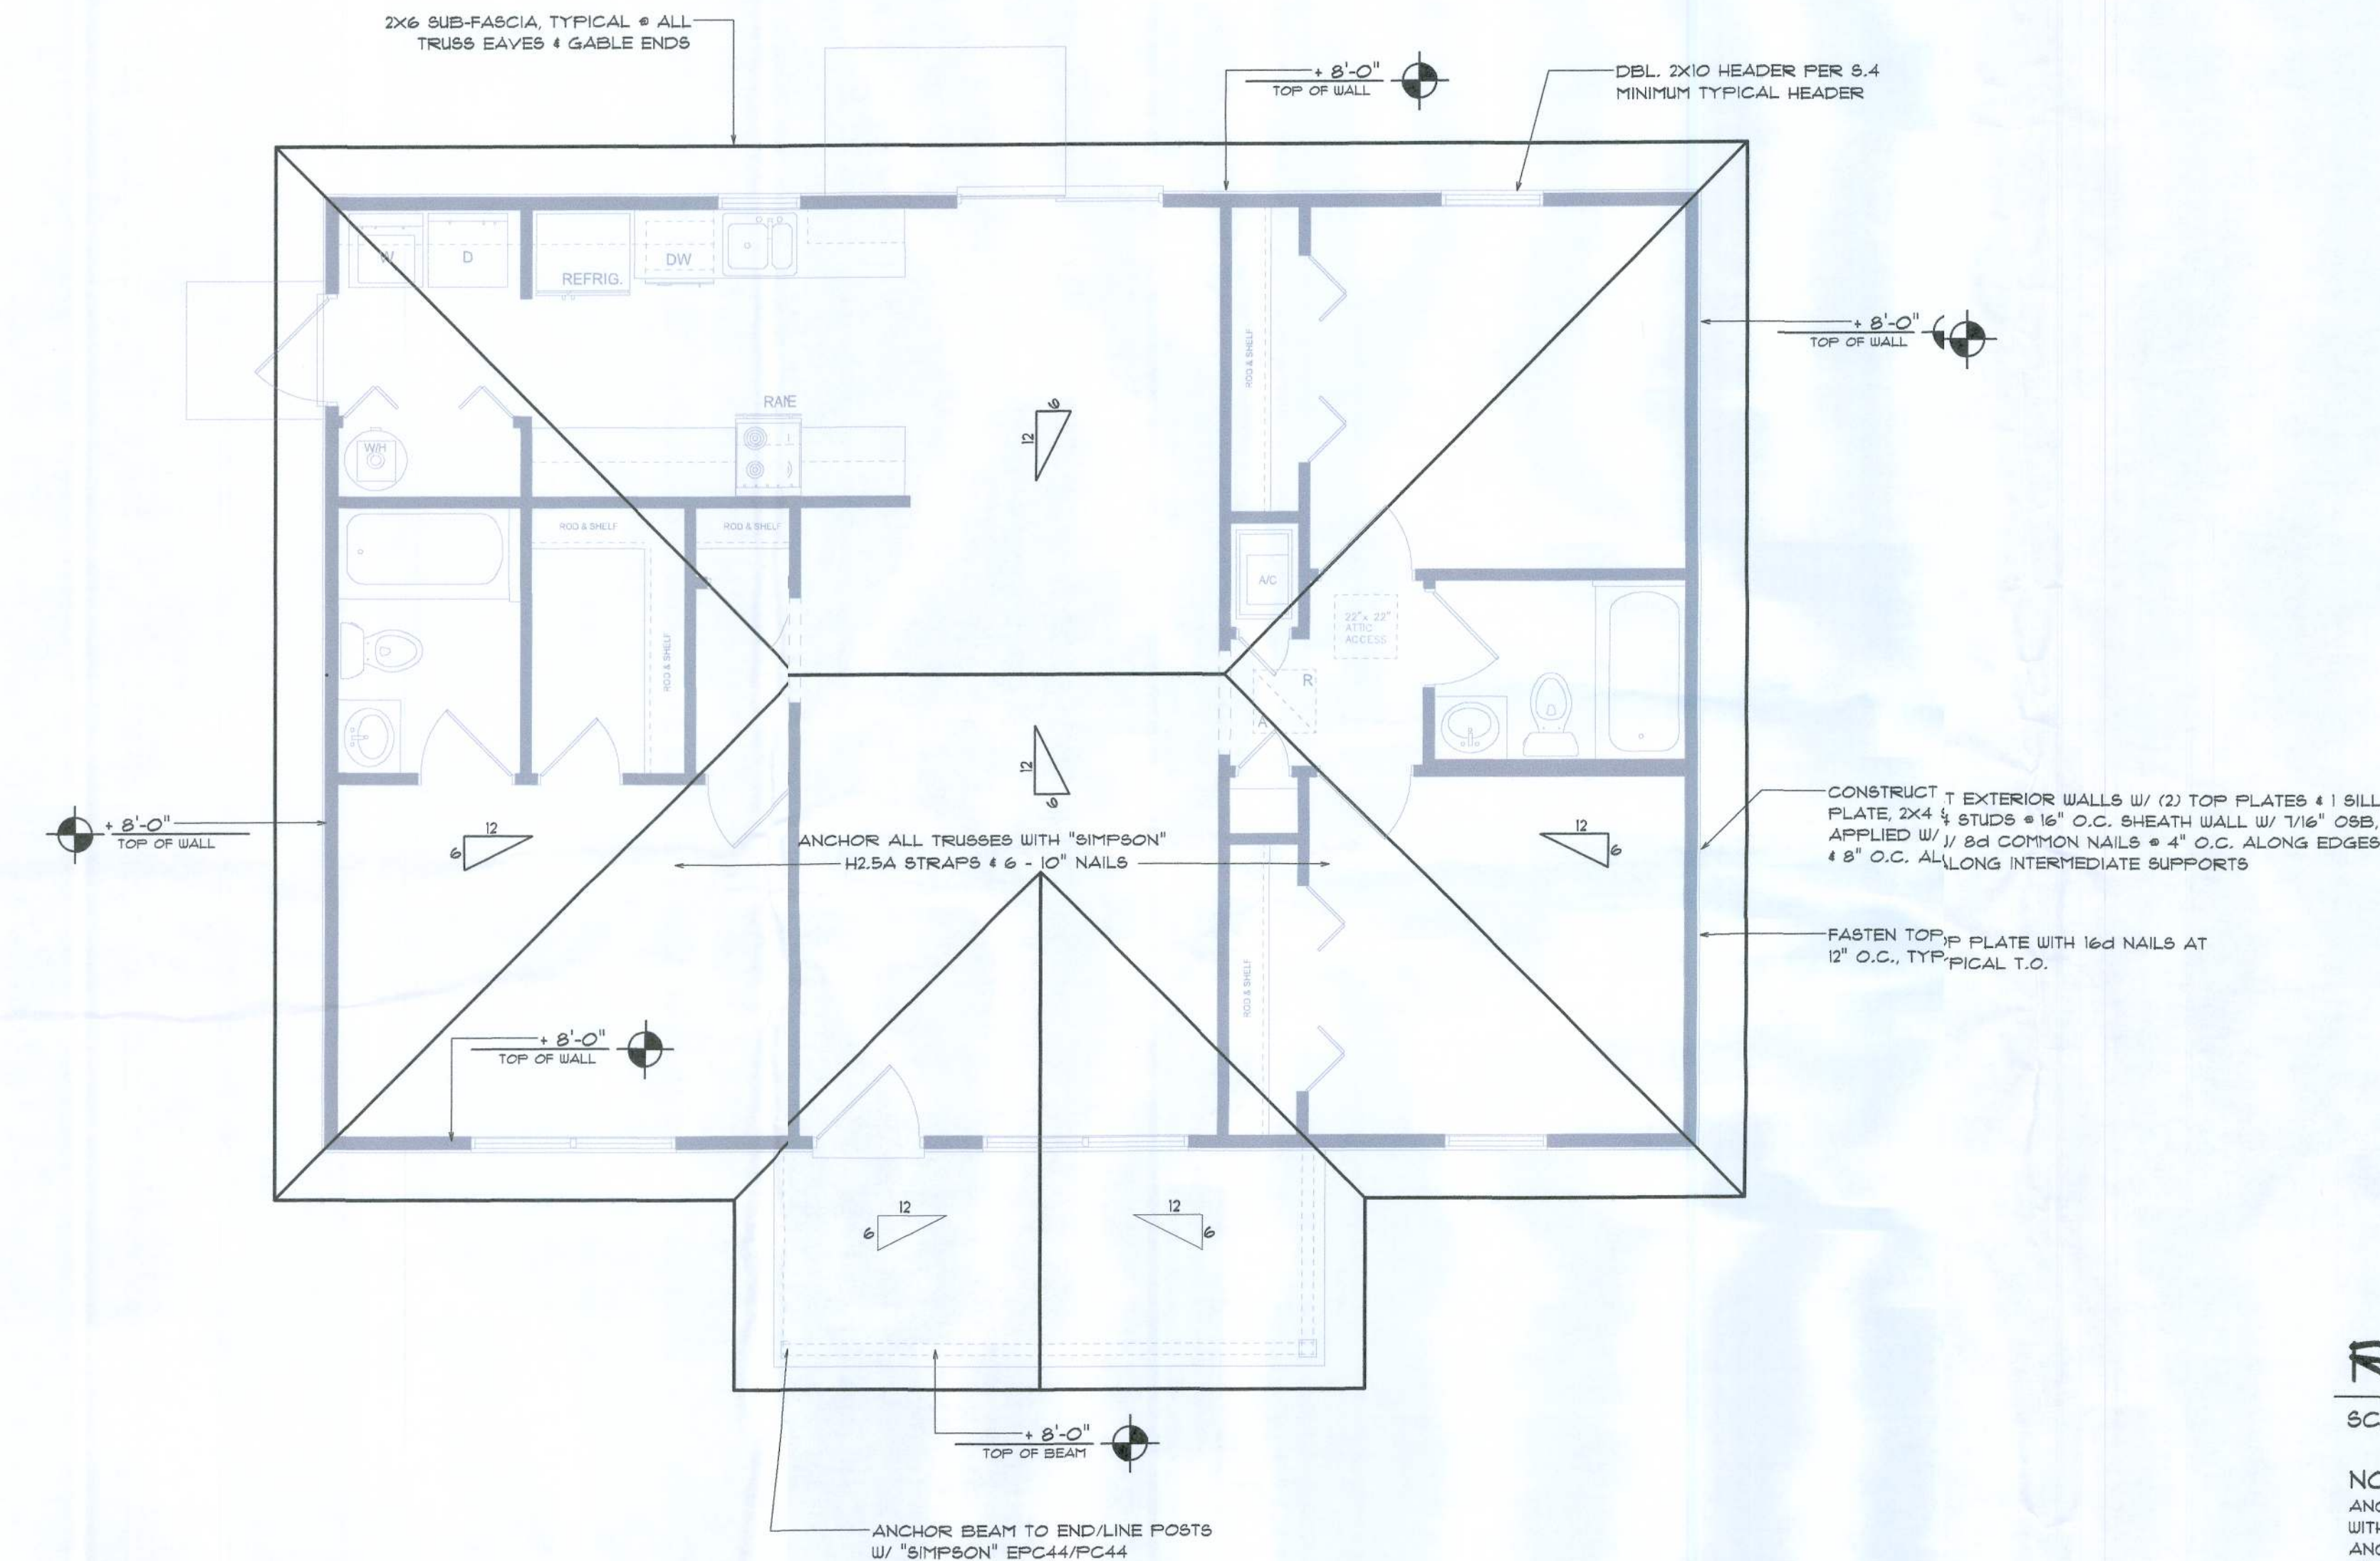 2X6 SUB-FASCIA, TYPICAL @ ALL
TRUSS EAVES & GABLE ENDS
+ 8'-0"
TOP OF WALL
DBL. 2X10 HEADER PER S.4
MINIMUM TYPICAL HEADER
W
D
REFRIG.
DW
ROD & SHELF
+ 8'-0"
TOP OF WALL
RANE
6
12
W/H
ROD & SHELF
ROD & SHELF
A/C
22"x 22"
ATTIC
ACCESS
ROD & SHELF
R
A
12
6
+ 8'-0"
TOP OF WALL
12
6
ANCHOR ALL TRUSSES WITH "SIMPSON"
H2.5A STRAPS & 6 - 10" NAILS
12
6
CONSTRUCT T EXTERIOR WALLS W/ (2) TOP PLATES & 1 SILL
PLATE, 2X4 STUDS @ 16" O.C. SHEATH WALL W/ 7/16" OSB,
APPLIED W/ 8d COMMON NAILS @ 4" O.C. ALONG EDGES
& 8" O.C. ALONG INTERMEDIATE SUPPORTS
FASTEN TOP PLATE WITH 16d NAILS AT
12" O.C., TYPICAL T.O.
ROD & SHELF
+ 8'-0"
TOP OF WALL
12
6
12
6
+ 8'-0"
TOP OF BEAM
ANCHOR BEAM TO END/LINE POSTS
W/ "SIMPSON" EPC44/PC44
SC
NO
ANC
WITH
ANC